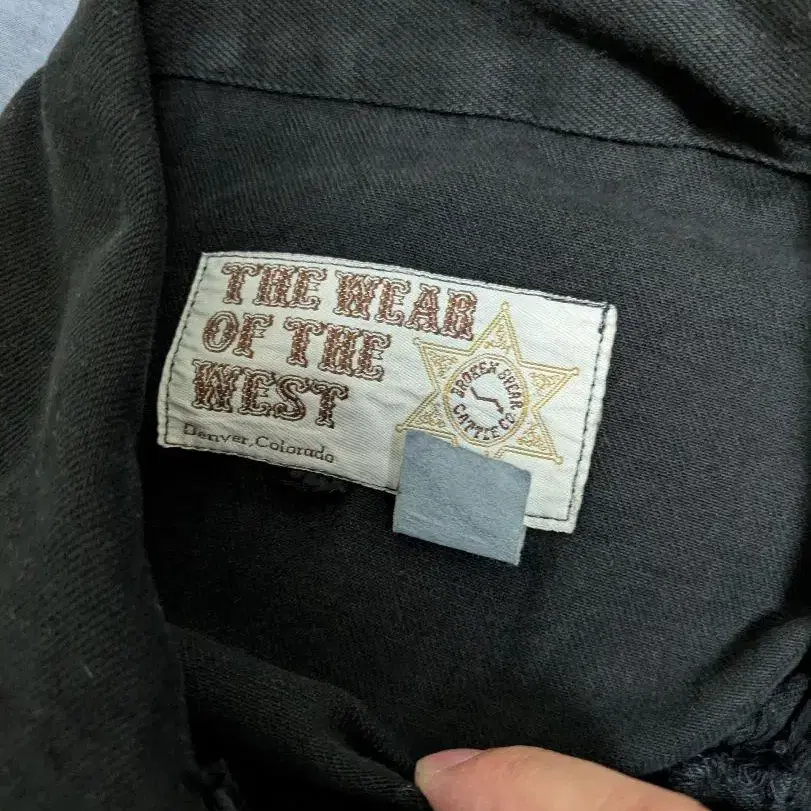 THE WEAR
OF THE
WEST
Denver, Colorado
BROKEN SPEAR
CATTLE CO.